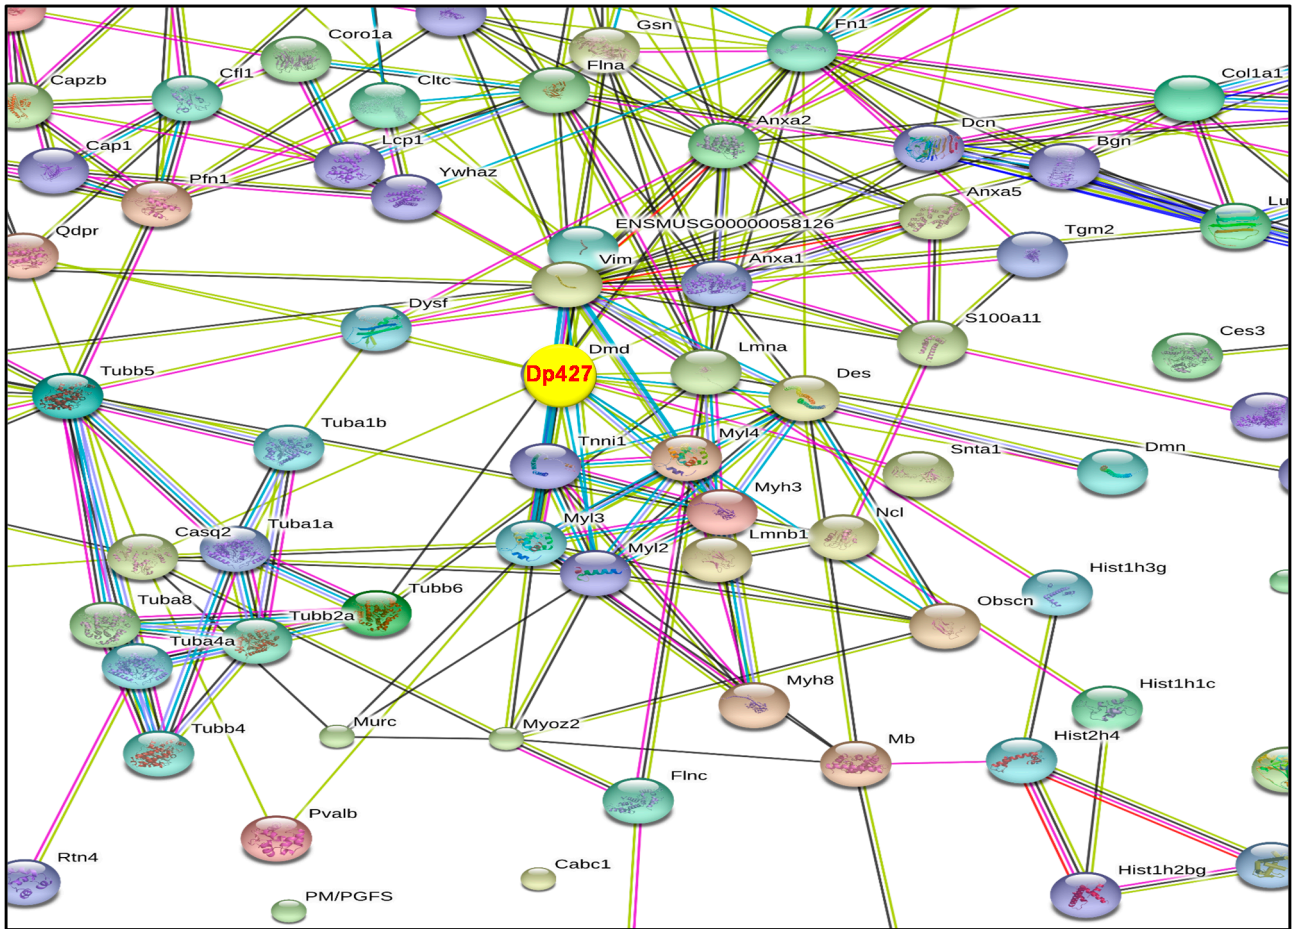 Gsn
Fn1
Coro1a
Flna
Col1a1
Capzb
Cfl1
Cltc
Anxa2
Dcn
Bgn
Cap1
Lcp1
Ywhaz
Pfn1
Anxa5
Lu
Qdpr
ENSMUSG00000058126
Tgm2
Vim
Anxa1
Dysf
S100a11
Ces3
Dmd
Lmna
Des
Tubb5
Dp427
Tuba1b
Tnni1
Myl4
Snta1
Dmn
Myh3
Casq2
Tuba1a
Myl3
Ncl
Lmnb1
Myl2
Hist1h3g
Tuba8
Tubb6
Obscn
Tubb2a
Tuba4a
Myh8
Hist1h1c
Tubb4
Murc
Myoz2
Mb
Hist2h4
Flnc
Pvalb
Rtn4
Cabc1
Hist1h2bg
PM/PGFS